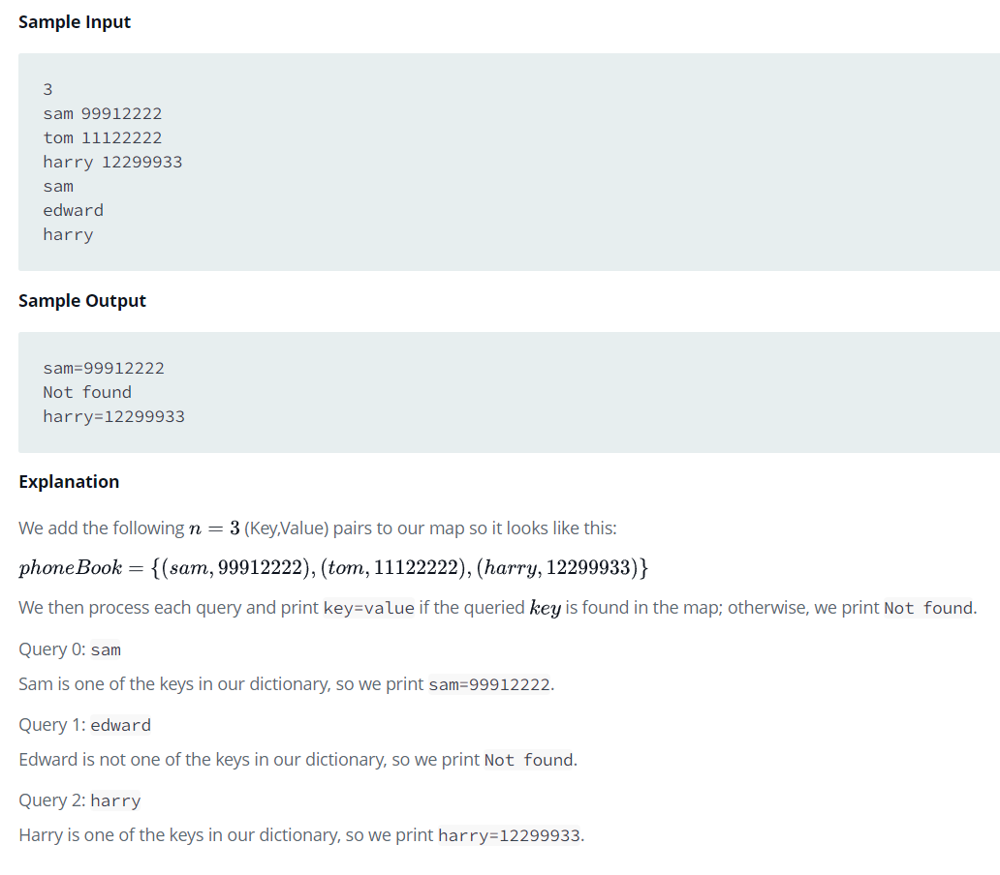 Sample Input
3
sam 99912222
tom 11122222
harry 12299933
sam
edward
harry
Sample Output
sam=99912222
Not found
harry=12299933
Explanation
We add the following n = 3 (Key,Value) pairs to our map so it looks like this:
phoneBook = {(sam, 99912222), (tom, 11122222), (harry, 12299933)}
We then process each query and print key=value if the queried key is found in the map; otherwise, we print Not found.
Query 0: sam
Sam is one of the keys in our dictionary, so we print sam=99912222.
Query 1: edward
Edward is not one of the keys in our dictionary, so we print Not found.
Query 2: harry
Harry is one of the keys in our dictionary, so we print harry=12299933.